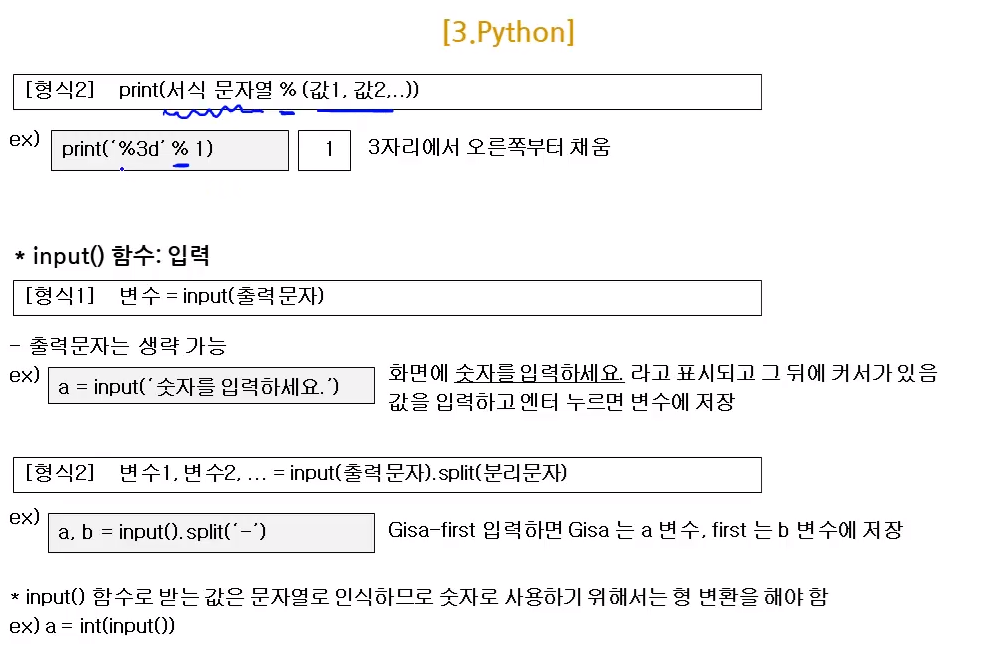 [3.Python]
[형식2] print(서식 문자열 % (값1, 값2,..))
ex) print(‘%3d’ % 1) 1 3자리에서 오른쪽부터 채움
* input() 함수: 입력
[형식1] 변수 = input(출력문자)
- 출력문자는 생략 가능
ex) a = input(‘숫자를 입력하세요.’) 화면에 숫자를 입력하세요. 라고 표시되고 그 뒤에 커서가 있음
값을 입력하고 엔터 누르면 변수에 저장
[형식2] 변수1, 변수2, ... = input(출력문자).split(분리문자)
ex) a, b = input().split(‘-’) Gisa-first 입력하면 Gisa 는 a 변수, first 는 b 변수에 저장
* input() 함수로 받는 값은 문자열로 인식하므로 숫자로 사용하기 위해서는 형 변환을 해야 함
ex) a = int(input())